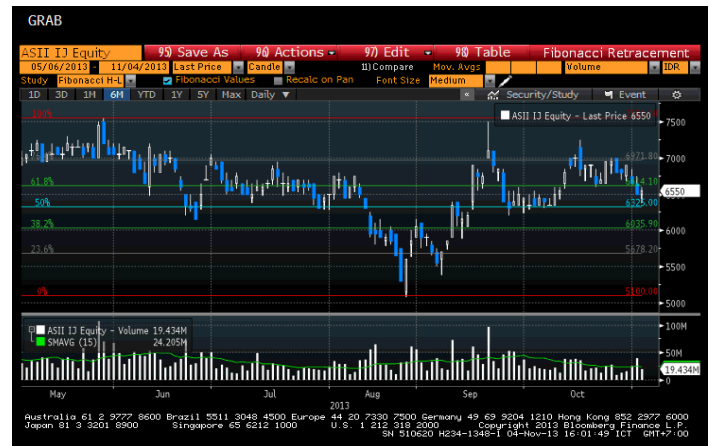 GRAB
ASII IJ Equity 95) Save As 96) Actions 97) Edit 98) Table Fibonacci Retracement
05/06/2013 - 11/04/2013 Last Price Candle 11) Compare Mov. Avgs Volume IDR
Study Fibonacci H-L Fibonacci Values Recalc on Pan Font Size Medium
1D 3D 1M 6M YTD 1Y 5Y Max Daily ▼ « Security/Study Event
100%
ASII IJ Equity - Last Price 6550
7500
7000
6973.80
61.8%
6550
50% 6325.00
38.2% 6035.90
6000
23.6% 5678.20
5500
0% 5100.00
5000
ASII IJ Equity - Volume 19.434M
SMAVG (15) 24.205M
100M
50M
19.434M
0
May Jun Jul Aug Sep Oct
2013
Australia 61 2 9777 8600 Brazil 5511 3048 4500 Europe 44 20 7330 7500 Germany 49 69 9204 1210 Hong Kong 852 2977 6000
Japan 81 3 3201 8900 Singapore 65 6212 1000 U.S. 1 212 318 2000 Copyright 2013 Bloomberg Finance L.P.
SN 510620 H234-1348-1 04-Nov-13 16:01:49 ICT GMT+7:00